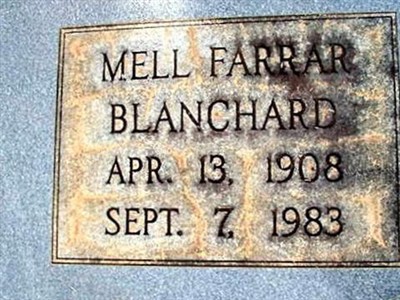 MELL FARRAR
BLANCHARD
APR. 13, 1908
SEPT. 7, 1983